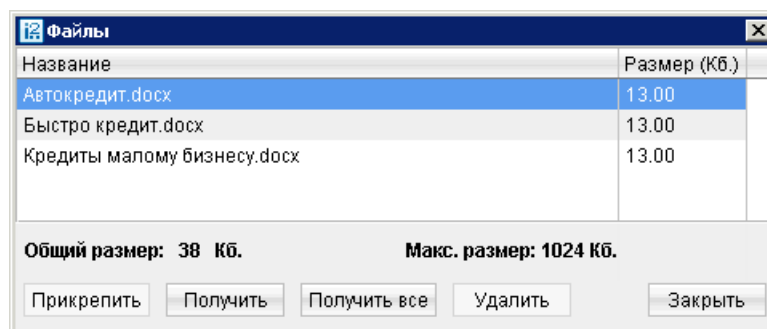 Файлы
Название Размер (Кб.)
Автокредит.docx 13.00
Быстро кредит.docx 13.00
Кредиты малому бизнесу.docx 13.00
Общий размер: 38 Кб. Макс. размер: 1024 Кб.
Прикрепить Получить Получить все Удалить Закрыть